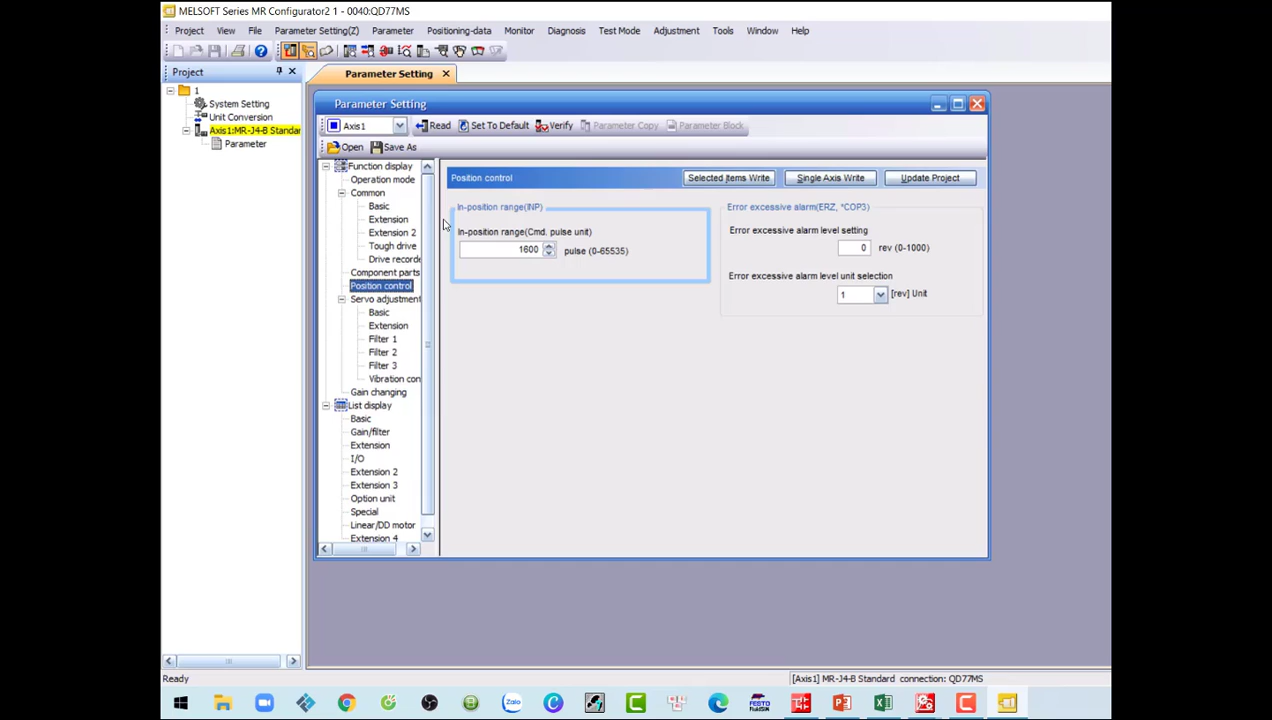 MELSOFT Series MR Configurator2 1 - 0040:QD77MS
Project View File Parameter Setting(Z) Parameter Positioning-data Monitor Diagnosis Test Mode Adjustment Tools Window Help
Project
Parameter Setting
1
System Setting
Unit Conversion
Axis1:MR-J4-B Standar
Parameter
Parameter Setting
Axis1 Read Set To Default Verify Parameter Copy Parameter Block
Open Save As
Function display
Operation mode
Common
Basic
Extension
Extension 2
Tough drive
Drive recorde
Component parts
Position control
Servo adjustment
Basic
Extension
Filter 1
Filter 2
Filter 3
Vibration con
Gain changing
List display
Basic
Gain/filter
Extension
I/O
Extension 2
Extension 3
Option unit
Special
Linear/DD motor
Extension 4
Position control
Selected Items Write Single Axis Write Update Project
In-position range(INP)
In-position range(Cmd. pulse unit)
1600 pulse (0-65535)
Error excessive alarm(ERZ, *COP3)
Error excessive alarm level setting
0 rev (0-1000)
Error excessive alarm level unit selection
1 [rev] Unit
Ready
[Axis1] MR-J4-B Standard connection: QD77MS
Zalo
FESTO